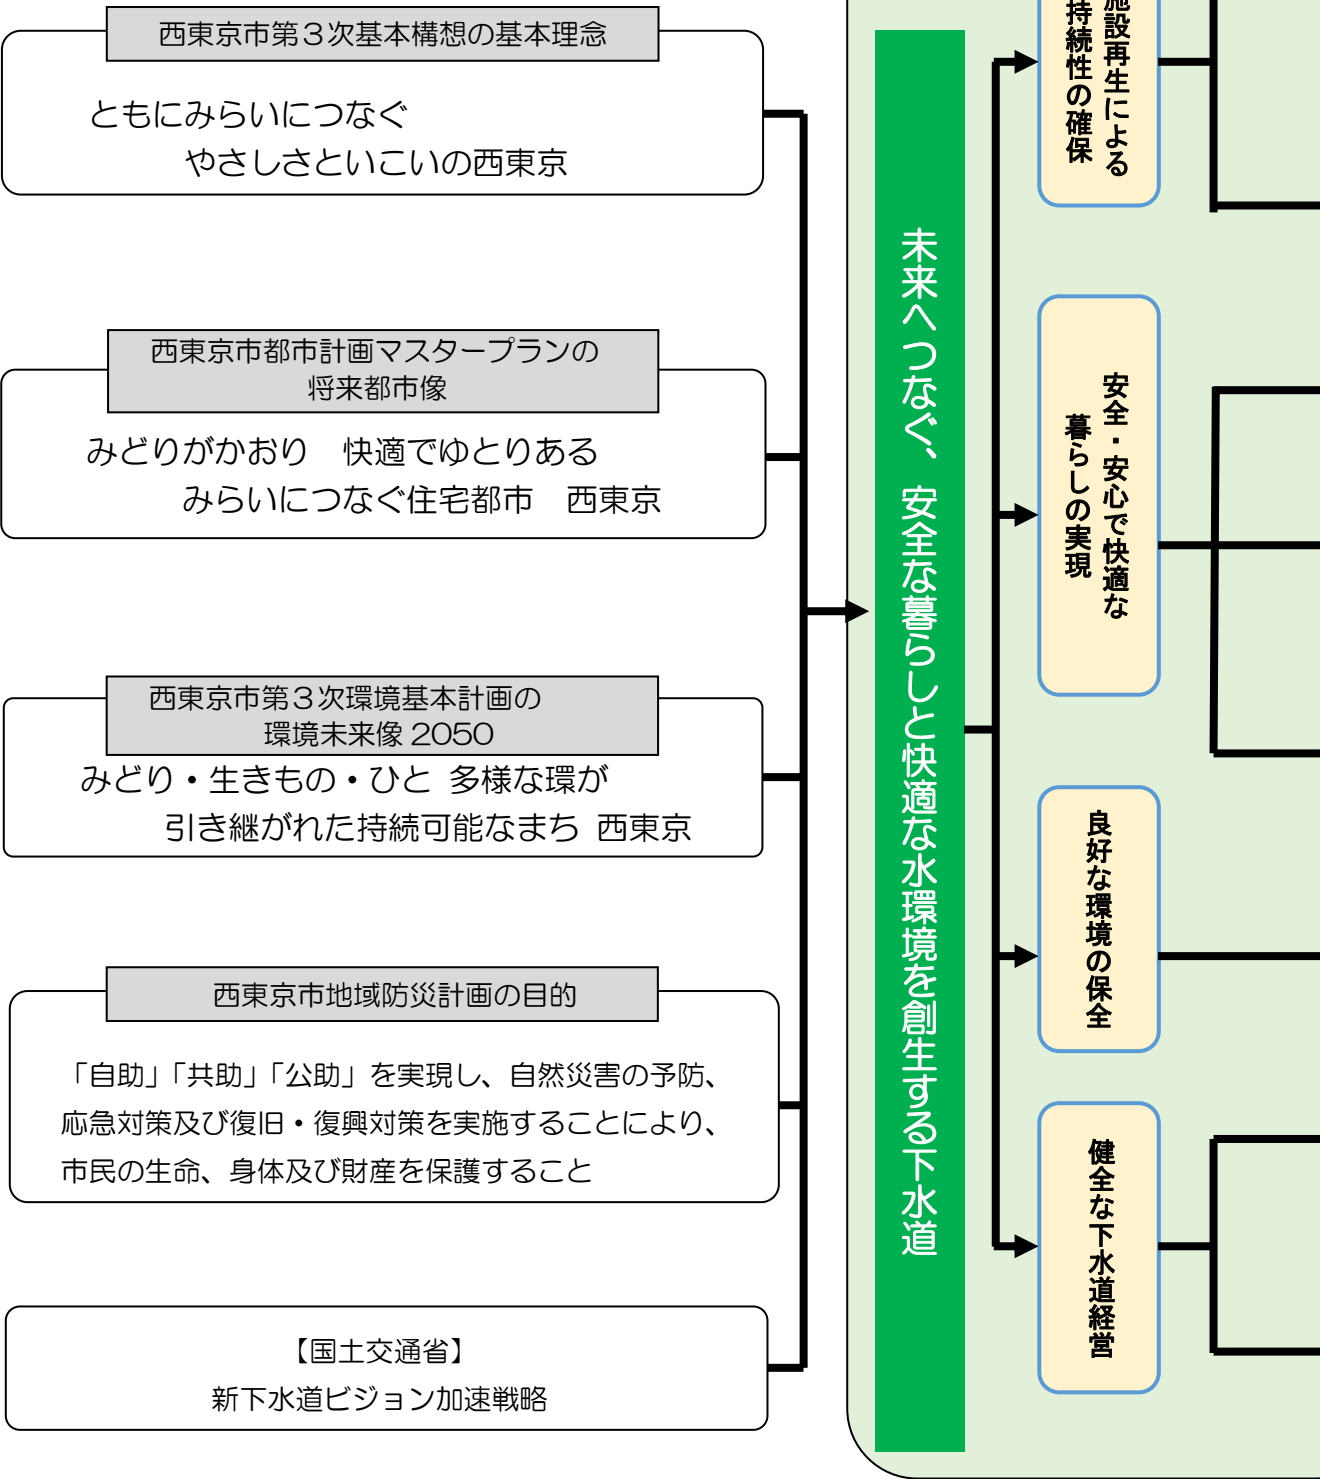 西東京市第３次基本構想の基本理念
ともにみらいにつなぐ
やさしさといこいの西東京
西東京市都市計画マスタープランの
将来都市像
みどりがかおり　快適でゆとりある
みらいにつなぐ住宅都市　西東京
西東京市第３次環境基本計画の
環境未来像 2050
みどり・生きもの・ひと 多様な環が
引き継がれた持続可能なまち 西東京
西東京市地域防災計画の目的
「自助」「共助」「公助」を実現し、自然災害の予防、
応急対策及び復旧・復興対策を実施することにより、
市民の生命、身体及び財産を保護すること
【国土交通省】
新下水道ビジョン加速戦略
未来へつなぐ、安全な暮らしと快適な水環境を創生する下水道
施設再生による
持続性の確保
安全・安心で快適な
暮らしの実現
良好な環境の保全
健全な下水道経営